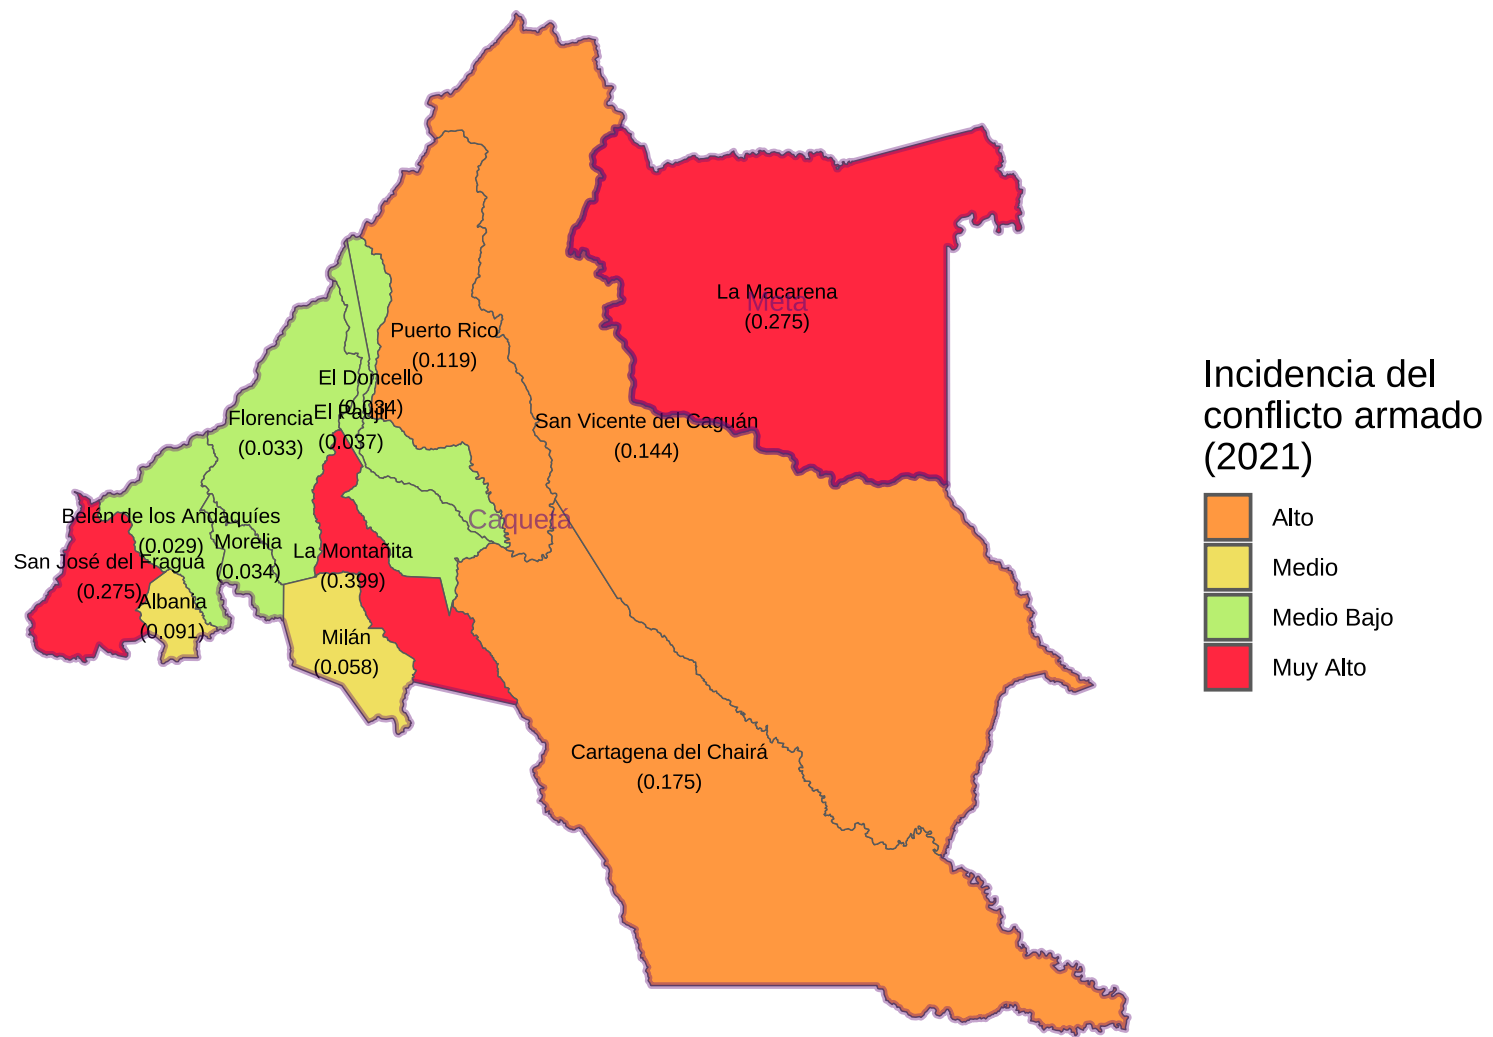 La Macarena
Meta
(0.275)
Puerto Rico
(0.119)
El Doncello
(0.034)
El Paujil
(0.037)
Florencia
(0.033)
San Vicente del Caguán
(0.144)
Belén de los Andaquíes
(0.029)
Caquetá
Morelia
(0.034)
La Montañita
(0.399)
San José del Fragua
(0.275)
Albania
(0.091)
Milán
(0.058)
Cartagena del Chairá
(0.175)
Incidencia del
conflicto armado
(2021)
Alto
Medio
Medio Bajo
Muy Alto